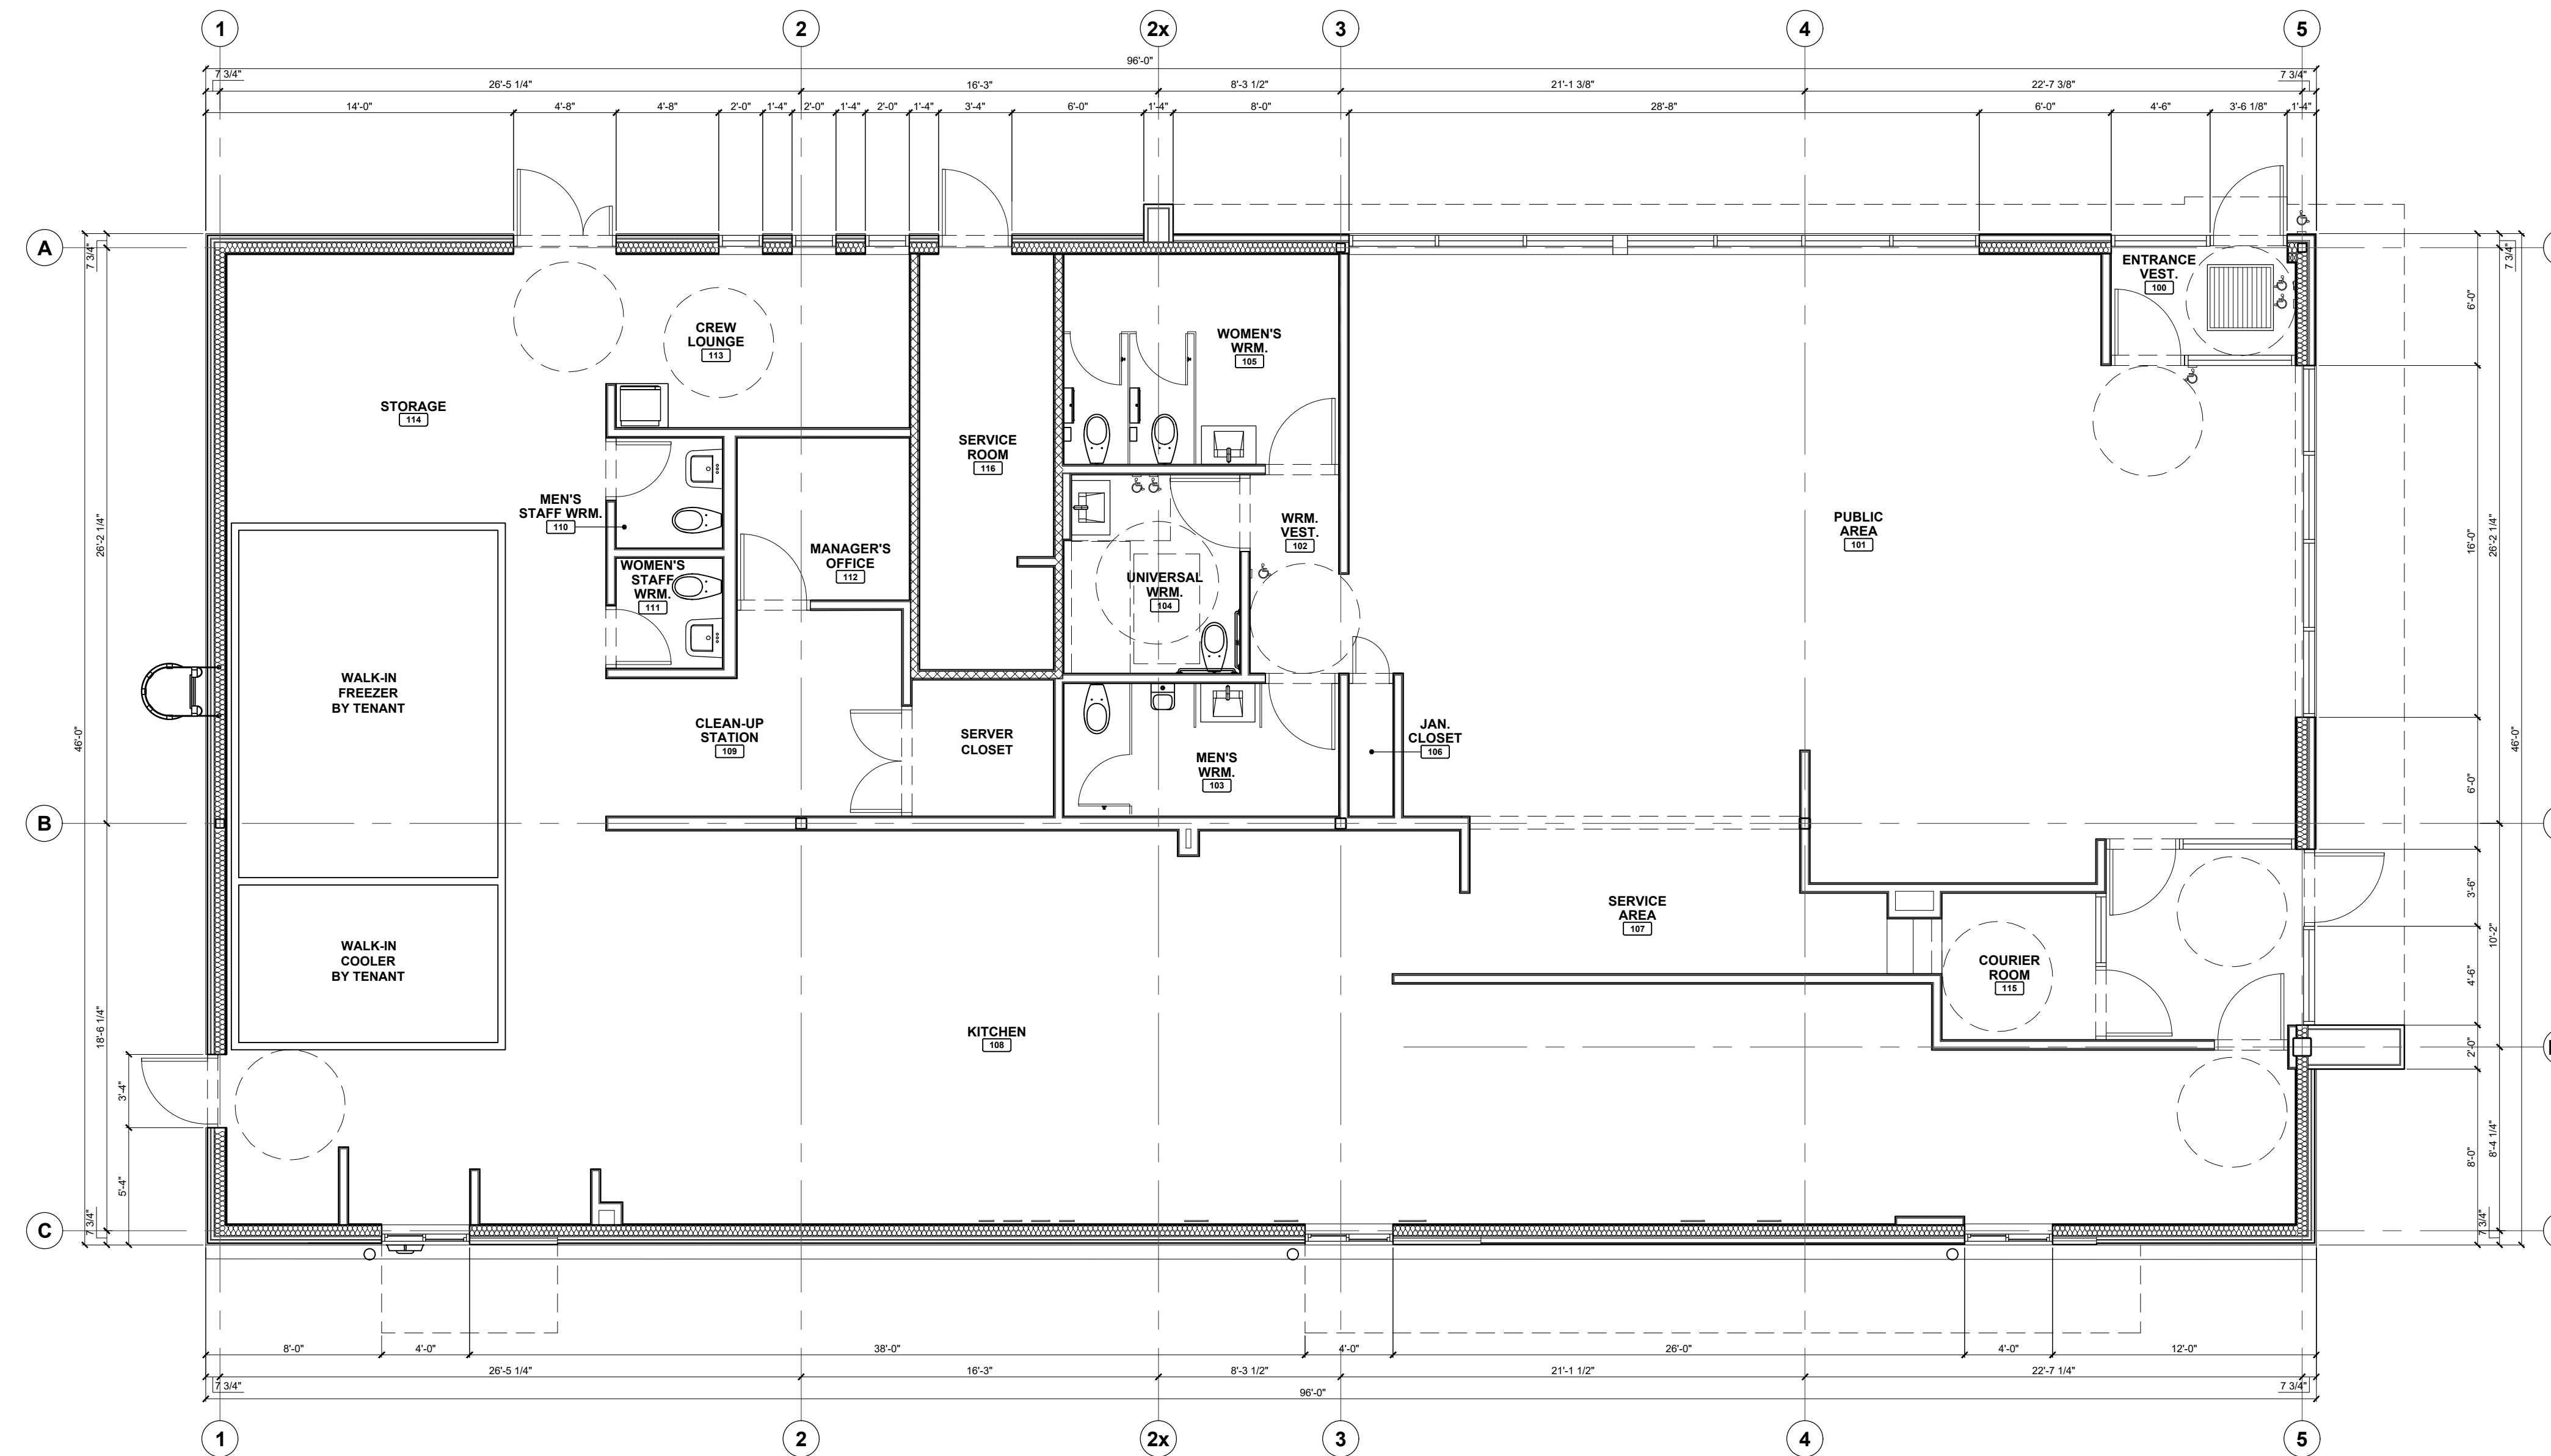 1 2 2x 3 4 5
96'-0"
7 3/4" 26'-5 1/4" 16'-3" 8'-3 1/2" 21'-1 3/8" 22'-7 3/8" 7 3/4"
14'-0" 4'-8" 4'-8" 2'-0" 1'-4" 2'-0" 1'-4" 2'-0" 1'-4" 3'-4" 6'-0" 1'-4" 8'-0" 28'-8" 6'-0" 4'-6" 3'-6 1/8" 1'-4"
A
7 3/4"
7 3/4"
ENTRANCE
VEST.
100
6'-0"
CREW
LOUNGE
113
WOMEN'S
WRM.
105
STORAGE
114
SERVICE
ROOM
116
MEN'S
STAFF WRM.
110
WRM.
VEST.
102
PUBLIC
AREA
101
26'-2 1/4"
16'-0"
26'-2 1/4"
MANAGER'S
OFFICE
112
WOMEN'S
STAFF
WRM.
111
UNIVERSAL
WRM.
104
WALK-IN
FREEZER
BY TENANT
46'-0"
CLEAN-UP
STATION
109
SERVER
CLOSET
JAN.
CLOSET
106
MEN'S
WRM.
103
46'-0"
6'-0"
B
SERVICE
AREA
107
3'-6"
10'-2"
WALK-IN
COOLER
BY TENANT
COURIER
ROOM
115
4'-6"
18'-6 1/4"
KITCHEN
108
2'-0"
3'-4"
5'-4"
8'-0"
8'-4 1/4"
7 3/4"
7 3/4"
C
8'-0" 4'-0" 38'-0" 4'-0" 26'-0" 4'-0" 12'-0"
26'-5 1/4" 16'-3" 8'-3 1/2" 21'-1 1/2" 22'-7 1/4"
7 3/4" 96'-0" 7 3/4"
1 2 2x 3 4 5